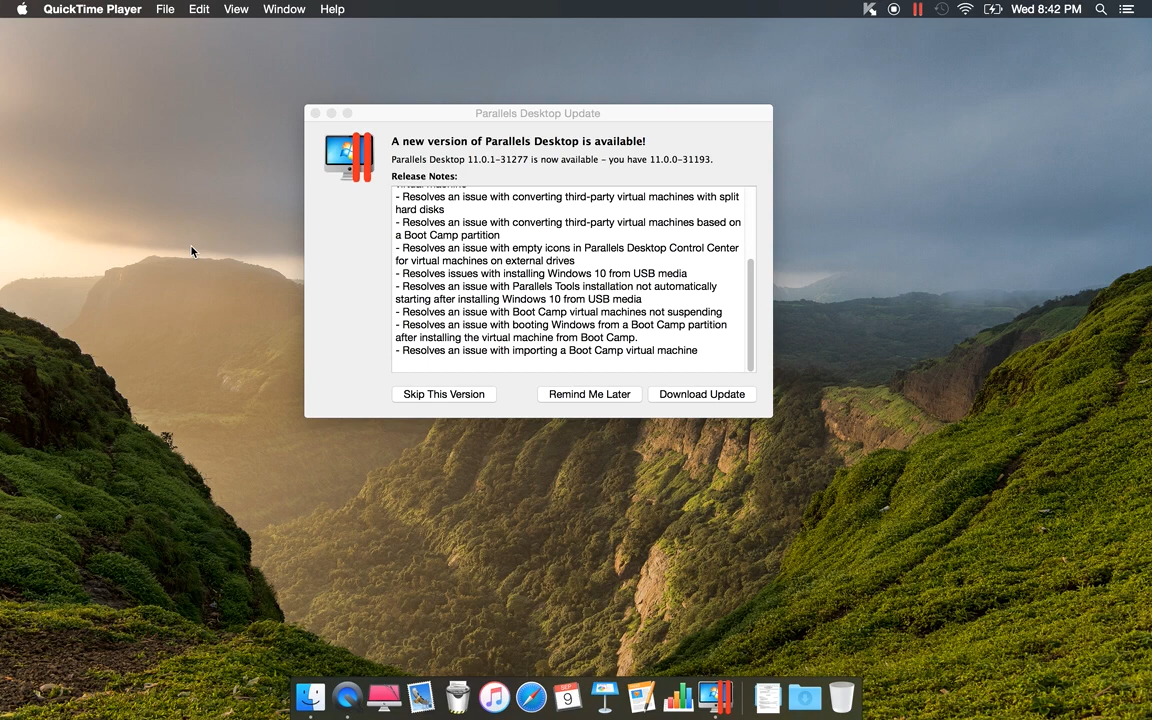 QuickTime Player File Edit View Window Help Wed 8:42 PM
Parallels Desktop Update
A new version of Parallels Desktop is available!
Parallels Desktop 11.0.1-31277 is now available - you have 11.0.0-31193.
Release Notes:
virtual machine
- Resolves an issue with converting third-party virtual machines with split
hard disks
- Resolves an issue with converting third-party virtual machines based on
a Boot Camp partition
- Resolves an issue with empty icons in Parallels Desktop Control Center
for virtual machines on external drives
- Resolves issues with installing Windows 10 from USB media
- Resolves an issue with Parallels Tools installation not automatically
starting after installing Windows 10 from USB media
- Resolves an issue with Boot Camp virtual machines not suspending
- Resolves an issue with booting Windows from a Boot Camp partition
after installing the virtual machine from Boot Camp.
- Resolves an issue with importing a Boot Camp virtual machine
Skip This Version Remind Me Later Download Update
SEP
9